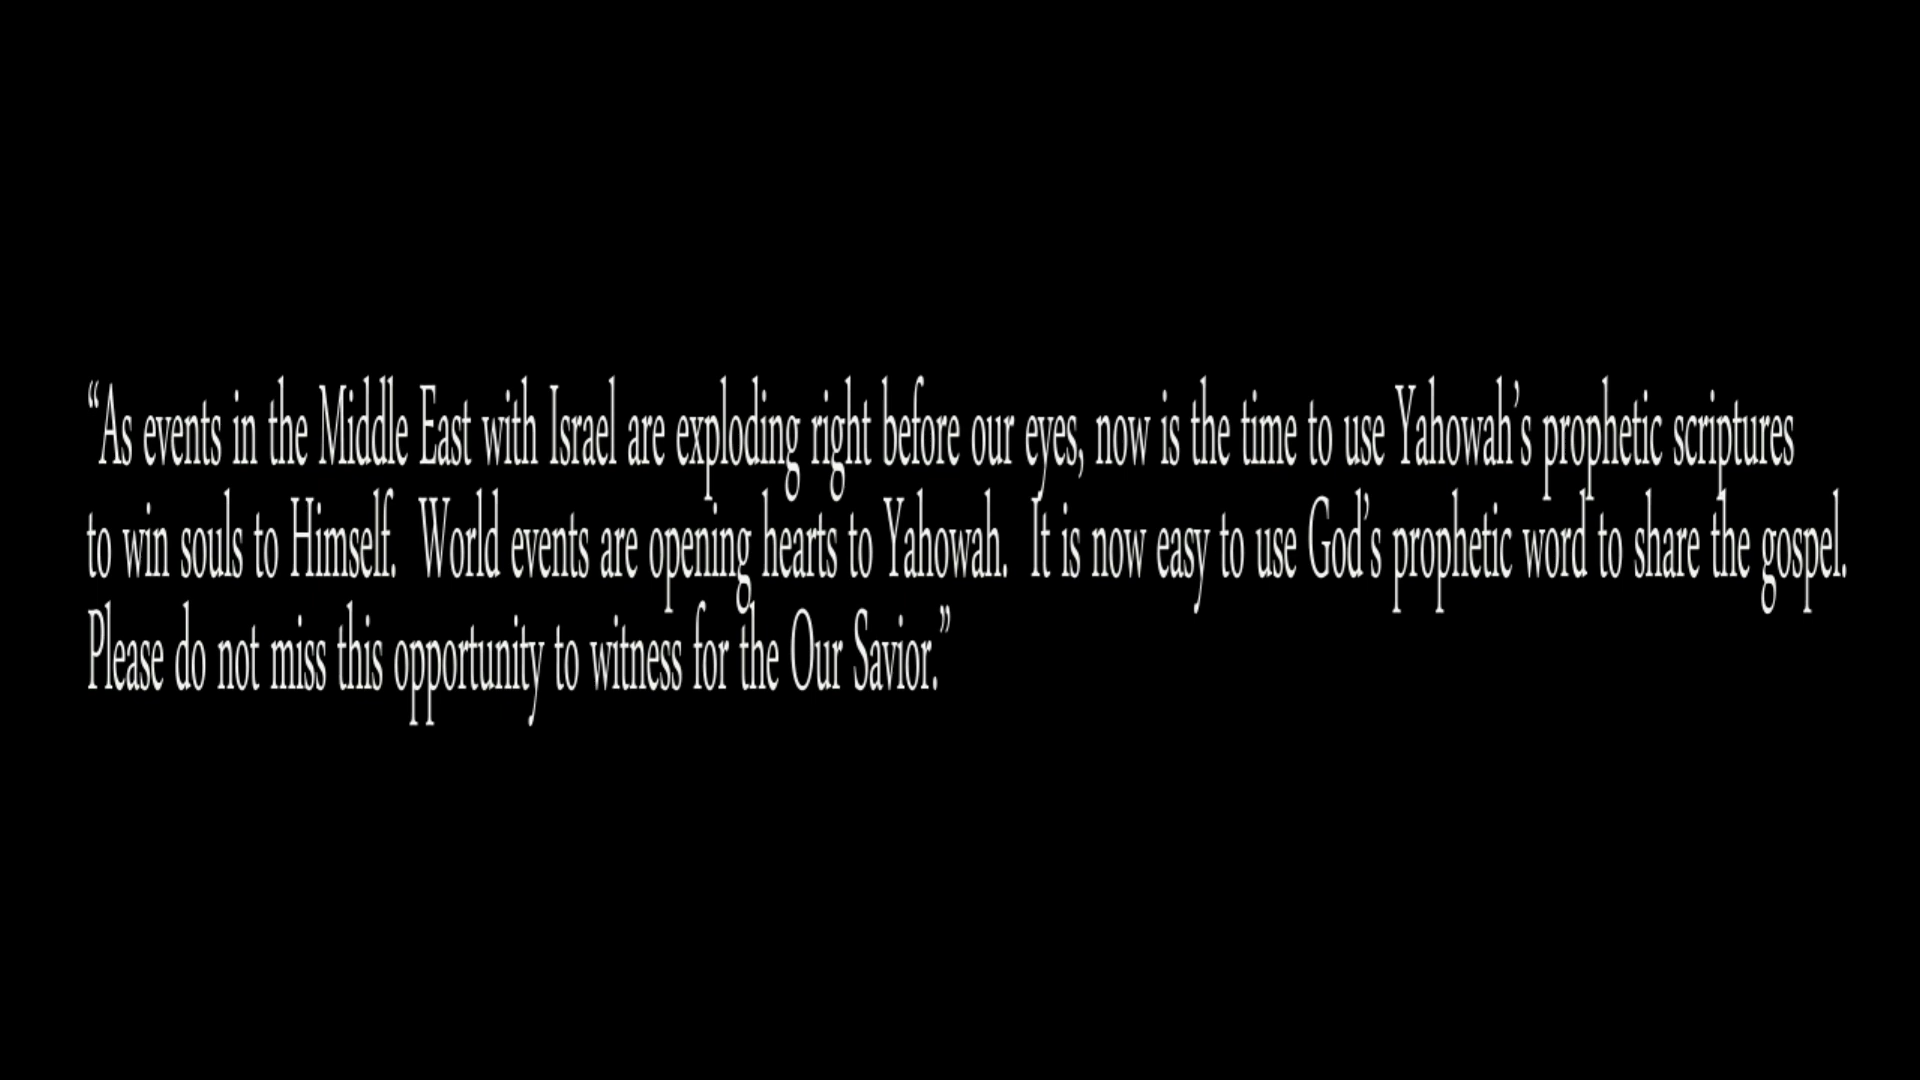 “As events in the Middle East with Israel are exploding right before our eyes, now is the time to use Yahowah’s prophetic scriptures
to win souls to Himself.  World events are opening hearts to Yahowah.  It is now easy to use God’s prophetic word to share the gospel.
Please do not miss this opportunity to witness for the Our Savior.”